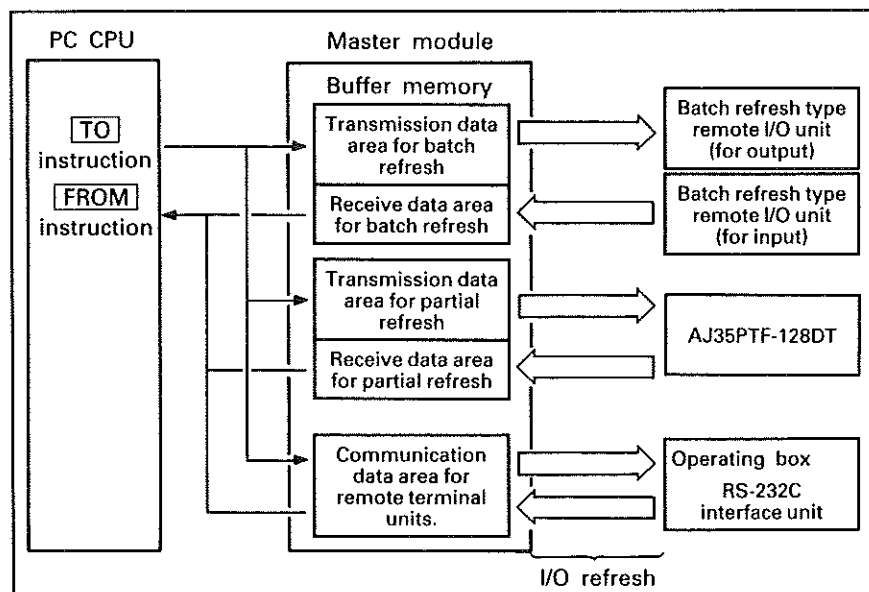 PC CPU
Master module
Buffer memory
TO
instruction
FROM
instruction
Transmission data
area for batch
refresh
Receive data area
for batch refresh
Transmission data
area for partial
refresh
Receive data area
for partial refresh
Communication
data area for
remote terminal
units.
Batch refresh type
remote I/O unit
(for output)
Batch refresh type
remote I/O unit
(for input)
AJ35PTF-128DT
Operating box
RS-232C
interface unit
I/O refresh